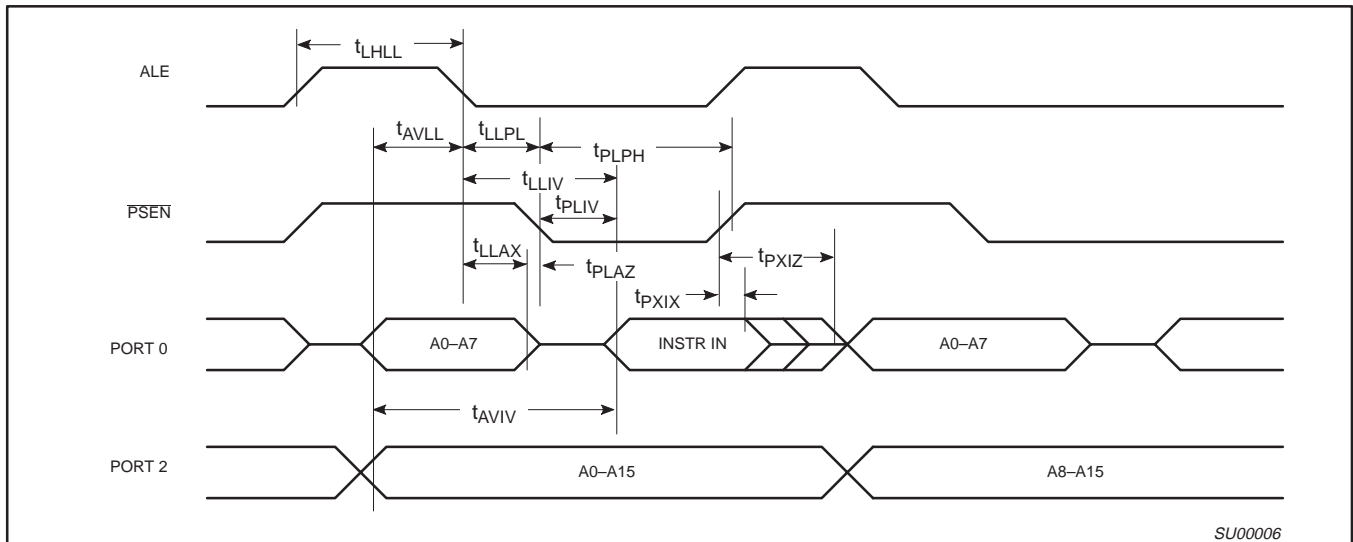 ALE
tLHLL
tAVLL tLLPL tPLPH
tLLIV
PSEN
tPLIV
tLLAX tPLAZ tPXIZ
tPXIX
PORT 0 A0–A7 INSTR IN A0–A7
tAVIV
PORT 2 A0–A15 A8–A15
SU00006